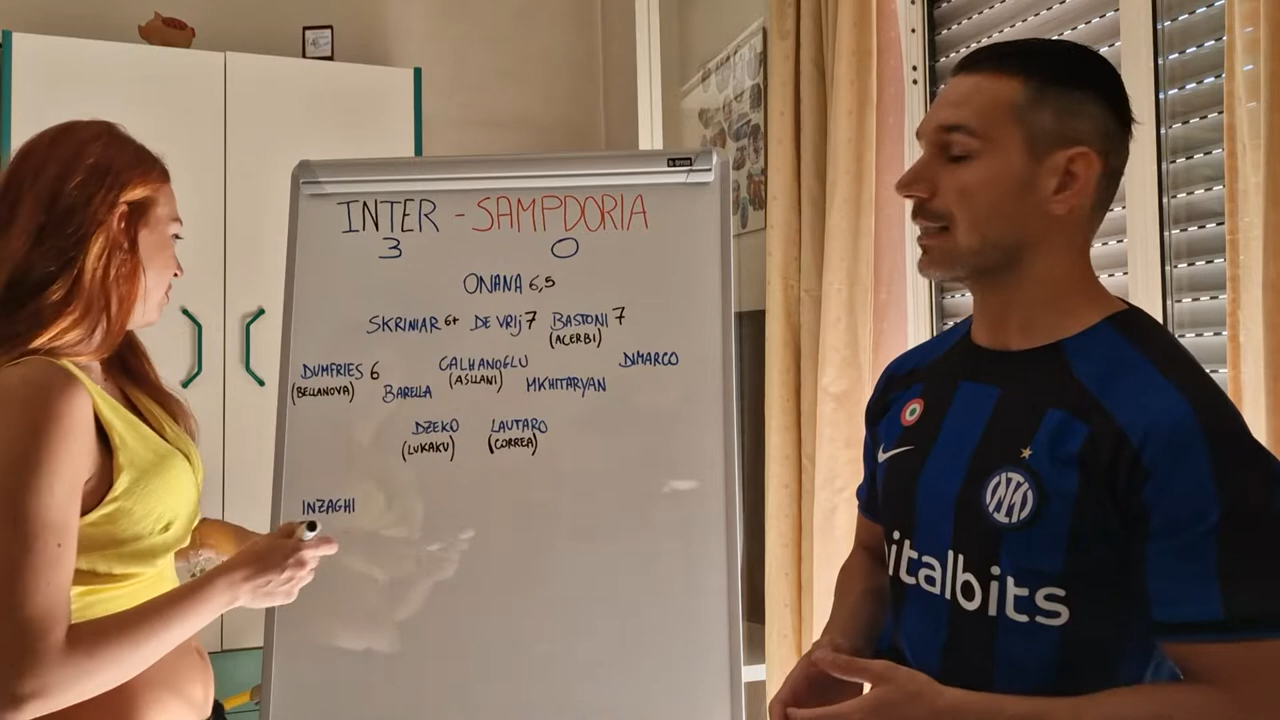 INTER - SAMPDORIA
3 0
ONANA 6,5
SKRINIAR 6+ DE VRIJ 7 BASTONI 7
(ACERBI)
DUMFRIES 6 CALHANOGLU DIMARCO
(BELLANOVA) BARELLA (ASLLANI) MKHITARYAN
DZEKO LAUTARO
(LUKAKU) (CORREA)
INZAGHI
italbits